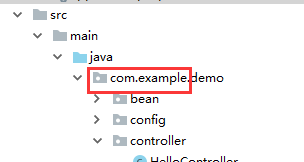 src
main
java
com.example.demo
bean
config
controller
HelloController